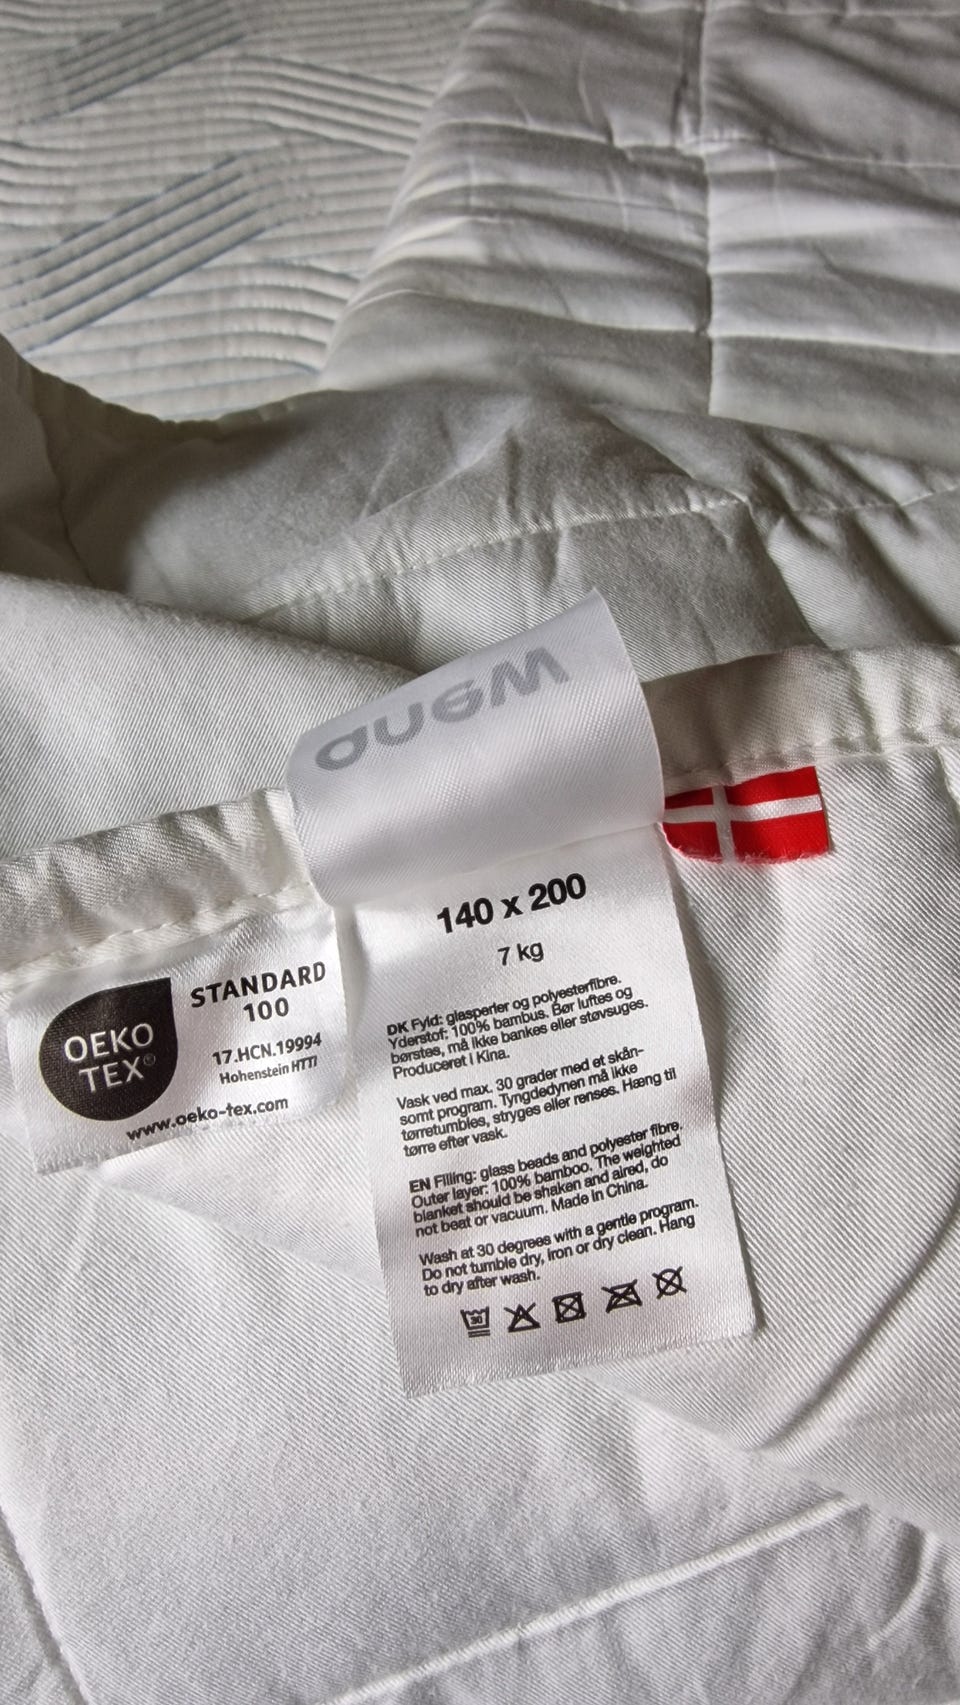 Wena
140 x 200
7 kg
DK Fyld: glasperler og polyesterfibre.
Yderstof: 100% bambus. Bør luftes og
børstes, må ikke bankes eller støvsuges.
Produceret i Kina.
Vask ved max. 30 grader med et skån-
somt program. Tyngdedynen må ikke
tørretumbles, stryges eller renses. Hæng til
tørre efter vask.
EN Filling: glass beads and polyester fibre.
Outer layer: 100% bamboo. The weighted
blanket should be shaken and aired, do
not beat or vacuum. Made in China.
Wash at 30 degrees with a gentle program.
Do not tumble dry, iron or dry clean. Hang
to dry after wash.
30
OEKO
TEX®
STANDARD
100
17.HCN.19994
Hohenstein HTTI
www.oeko-tex.com